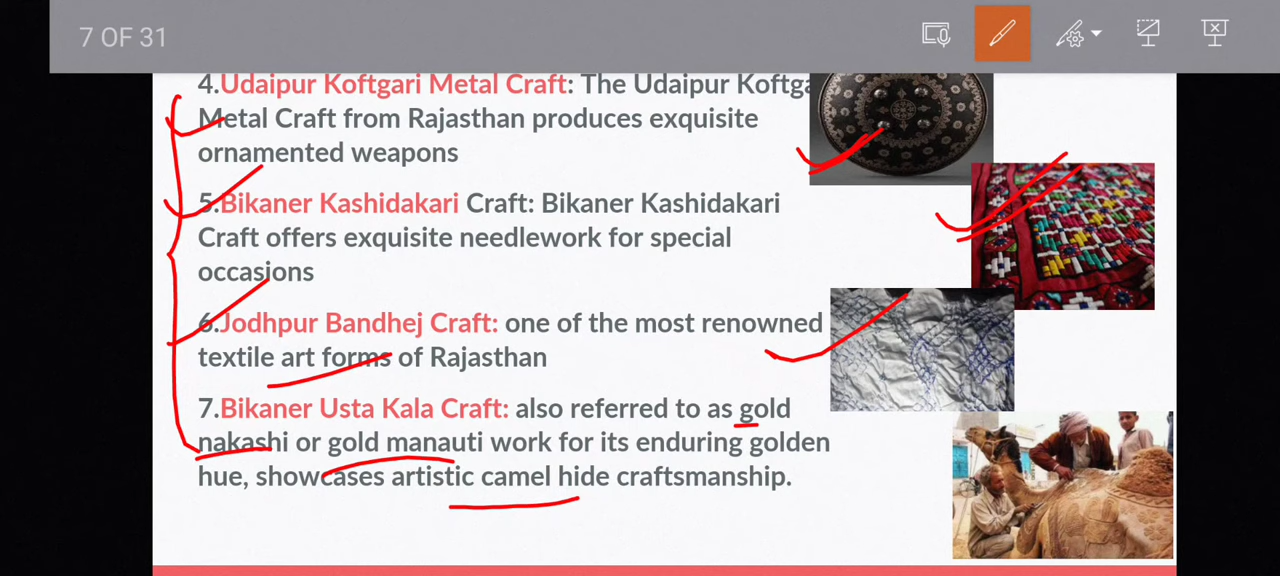 7 OF 31
4.Udaipur Koftgari Metal Craft: The Udaipur Koftga
Metal Craft from Rajasthan produces exquisite
ornamented weapons
5.Bikaner Kashidakari Craft: Bikaner Kashidakari
Craft offers exquisite needlework for special
occasions
6.Jodhpur Bandhej Craft: one of the most renowned
textile art forms of Rajasthan
7.Bikaner Usta Kala Craft: also referred to as gold
nakashi or gold manauti work for its enduring golden
hue, showcases artistic camel hide craftsmanship.